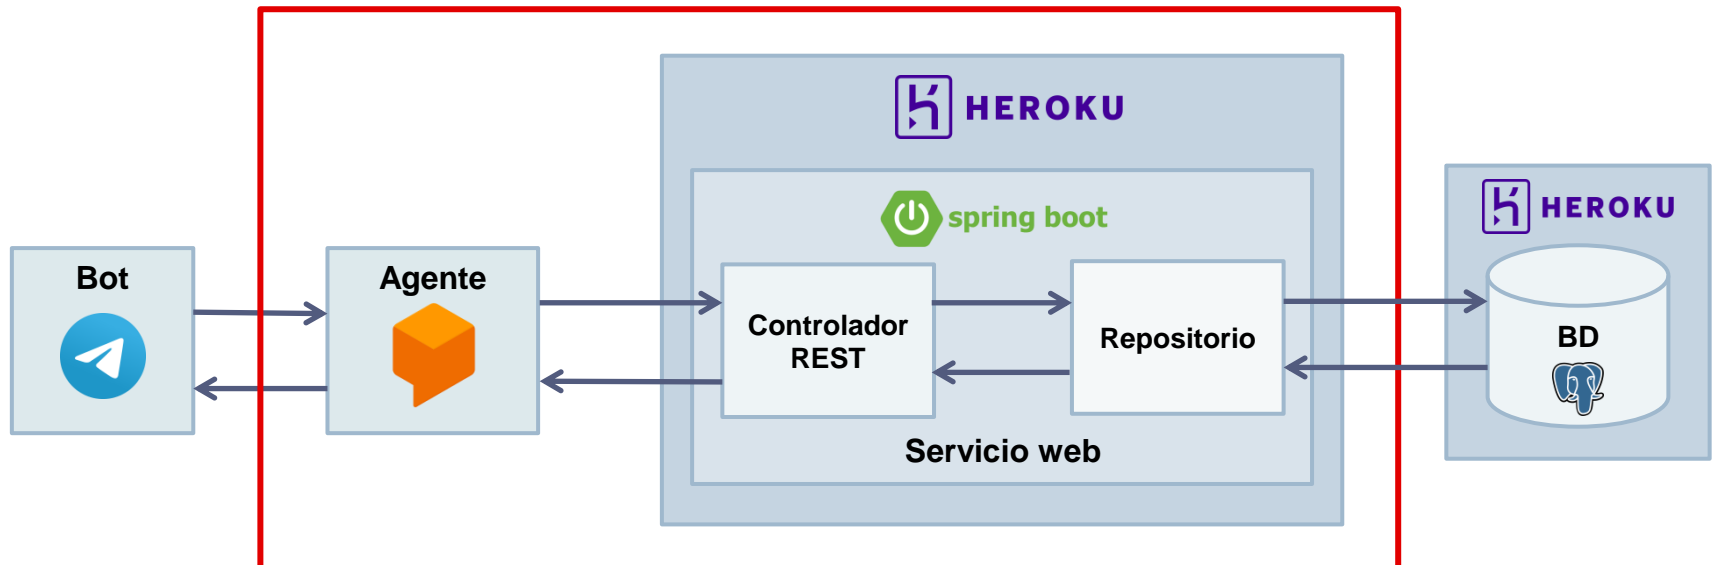 HEROKU
spring boot
HEROKU
Bot
Agente
Controlador
REST
Repositorio
BD
Servicio web